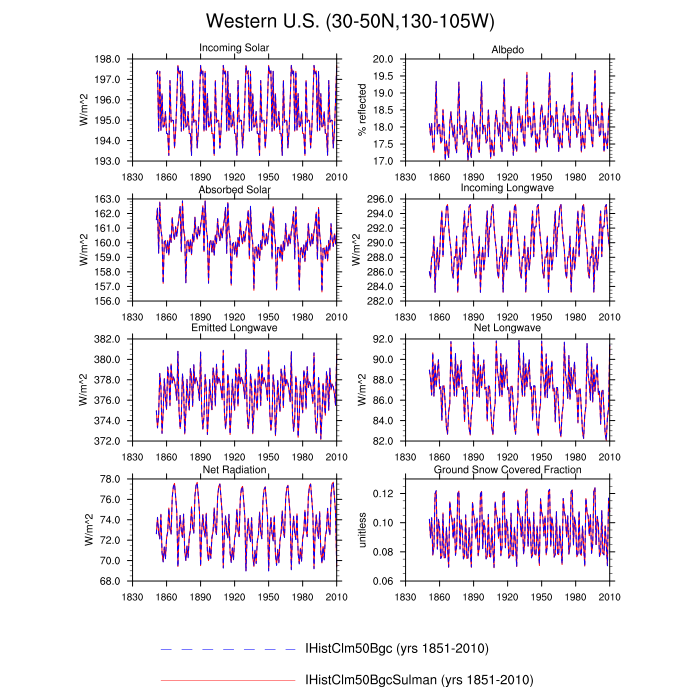 Western U.S. (30-50N,130-105W)
Incoming Solar
W/m^2
198.0
197.0
196.0
195.0
194.0
193.0
1830 1860 1890 1920 1950 1980 2010
Albedo
% reflected
20.0
19.5
19.0
18.5
18.0
17.5
17.0
1830 1860 1890 1920 1950 1980 2010
Absorbed Solar
W/m^2
163.0
162.0
161.0
160.0
159.0
158.0
157.0
156.0
1830 1860 1890 1920 1950 1980 2010
Incoming Longwave
W/m^2
296.0
294.0
292.0
290.0
288.0
286.0
284.0
282.0
1830 1860 1890 1920 1950 1980 2010
Emitted Longwave
W/m^2
382.0
380.0
378.0
376.0
374.0
372.0
1830 1860 1890 1920 1950 1980 2010
Net Longwave
W/m^2
92.0
90.0
88.0
86.0
84.0
82.0
1830 1860 1890 1920 1950 1980 2010
Net Radiation
W/m^2
78.0
76.0
74.0
72.0
70.0
68.0
1830 1860 1890 1920 1950 1980 2010
Ground Snow Covered Fraction
unitless
0.12
0.10
0.08
0.06
1830 1860 1890 1920 1950 1980 2010
IHistClm50Bgc (yrs 1851-2010)
IHistClm50BgcSulman (yrs 1851-2010)